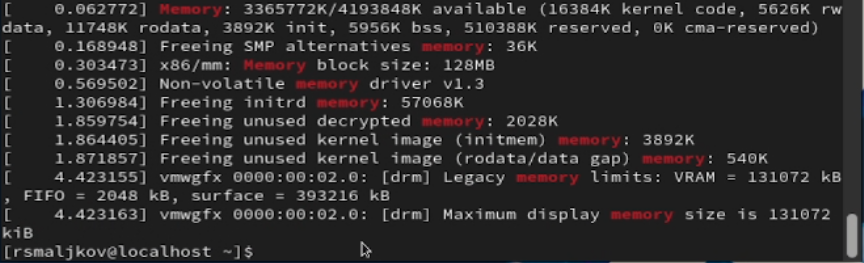 [    0.062772] Memory: 3365772K/4193848K available (16384K kernel code, 5626K rw
data, 11748K rodata, 3892K init, 5956K bss, 510388K reserved, 0K cma-reserved)
[    0.168948] Freeing SMP alternatives memory: 36K
[    0.303473] x86/mm: Memory block size: 128MB
[    0.569502] Non-volatile memory driver v1.3
[    1.306984] Freeing initrd memory: 57068K
[    1.859754] Freeing unused decrypted memory: 2028K
[    1.864405] Freeing unused kernel image (initmem) memory: 3892K
[    1.871857] Freeing unused kernel image (rodata/data gap) memory: 540K
[    4.423155] vmwgfx 0000:00:02.0: [drm] Legacy memory limits: VRAM = 131072 kB
, FIFO = 2048 kB, surface = 393216 kB
[    4.423163] vmwgfx 0000:00:02.0: [drm] Maximum display memory size is 131072
kiB
[rsmaljkov@localhost ~]$